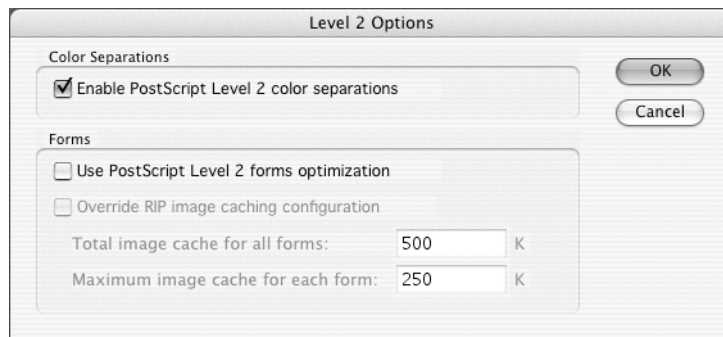 Level 2 Options
Color Separations
Enable PostScript Level 2 color separations
OK
Cancel
Forms
Use PostScript Level 2 forms optimization
Override RIP image caching configuration
Total image cache for all forms: 500 K
Maximum image cache for each form: 250 K